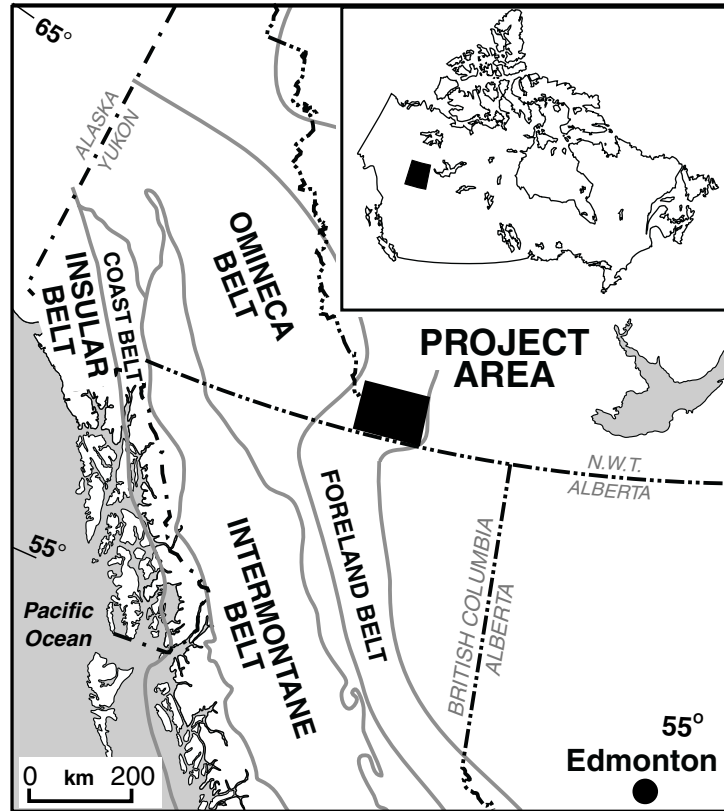 65°
ALASKA
YUKON
OMINECA
BELT
INSULAR
BELT
COAST BELT
PROJECT
AREA
N.W.T.
ALBERTA
FORELAND BELT
INTERMONTANE
BELT
BRITISH COLUMBIA
ALBERTA
55°
Pacific
Ocean
55°
Edmonton
0 km 200